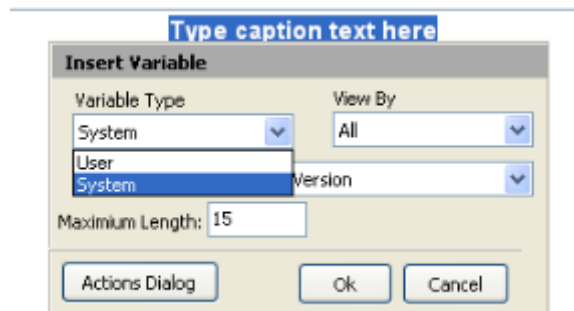 Type caption text here
Insert Variable
Variable Type View By
System All
User
System Version
Maximium Length: 15
Actions Dialog Ok Cancel